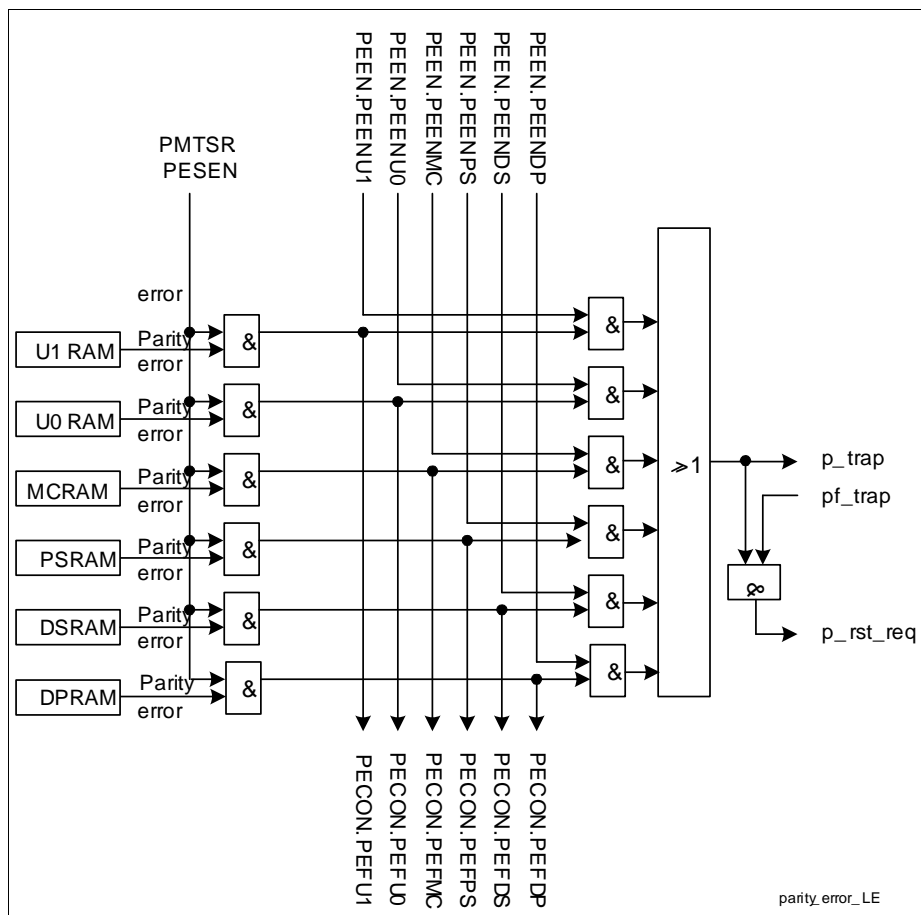 PEEN.PEENU1
PEEN.PEENU0
PEEN.PEENMC
PEEN.PEENPS
PEEN.PEENDS
PEEN.PEENDP
PMTSR
PESEN
error
U1 RAM
Parity
error
&
&
U0 RAM
Parity
error
&
&
MCRAM
Parity
error
&
&
PSRAM
Parity
error
&
&
DSRAM
Parity
error
&
&
DPRAM
Parity
error
&
&
≥1
p_trap
pf_trap
&
p_rst_req
PECON.PEFU1
PECON.PEFU0
PECON.PEFMC
PECON.PEFPS
PECON.PEFDS
PECON.PEFDP
parity_error_LE